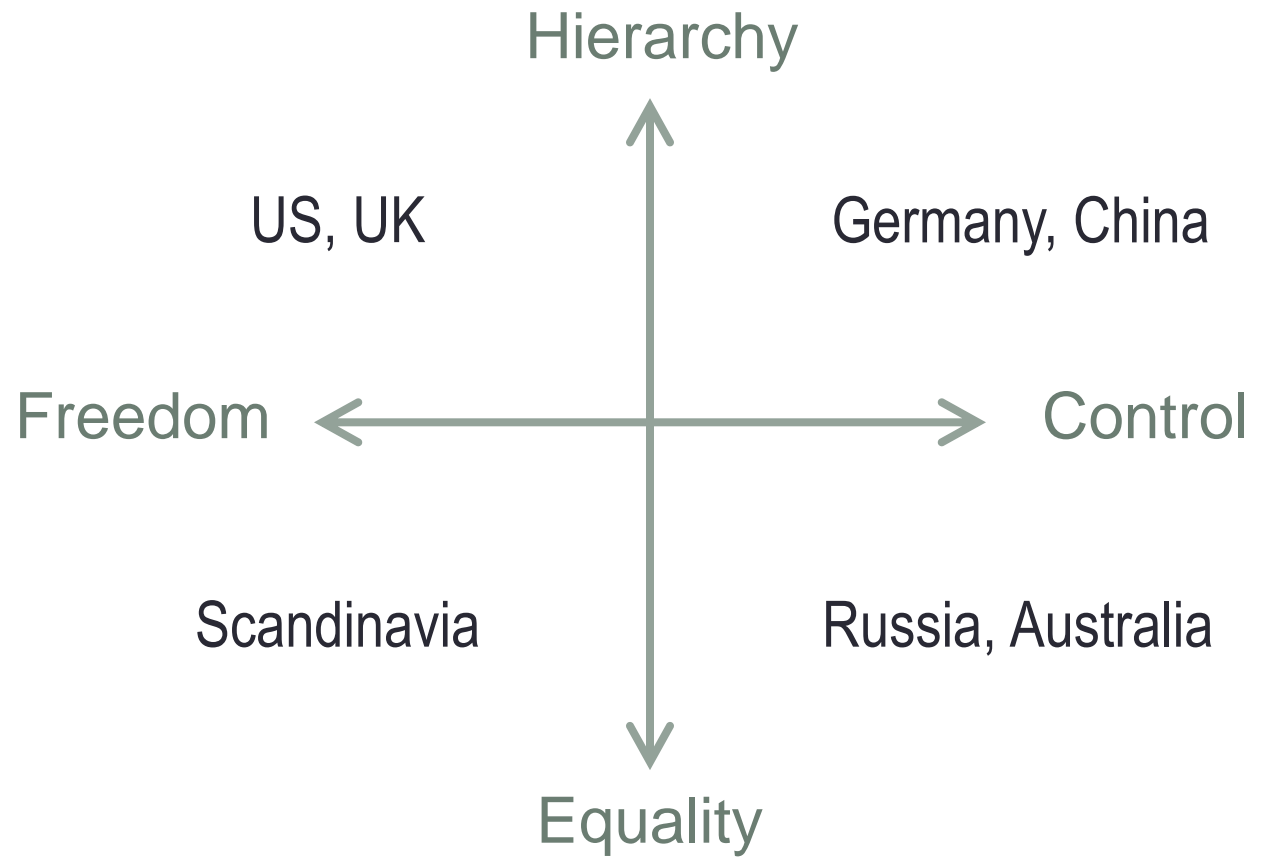 Hierarchy
US, UK
Germany, China
Freedom
Control
Scandinavia
Russia, Australia
Equality